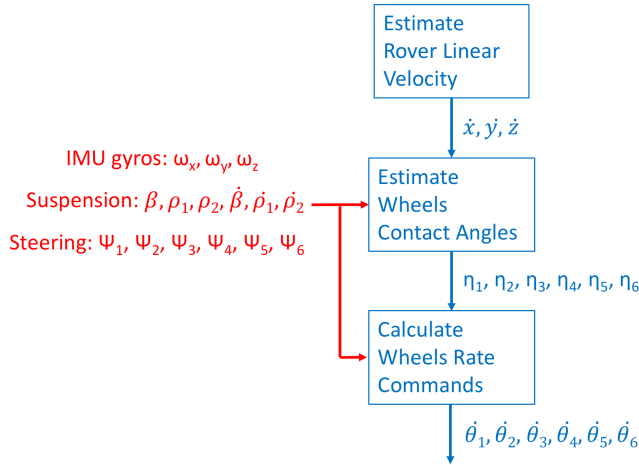 Estimate
Rover Linear
Velocity
ẋ, ẏ, ż
IMU gyros: ωₓ, ω_y, ω_z
Suspension: β, ρ₁, ρ₂, β̇, ρ̇₁, ρ̇₂
Steering: Ψ₁, Ψ₂, Ψ₃, Ψ₄, Ψ₅, Ψ₆
Estimate
Wheels
Contact Angles
η₁, η₂, η₃, η₄, η₅, η₆
Calculate
Wheels Rate
Commands
θ̇₁, θ̇₂, θ̇₃, θ̇₄, θ̇₅, θ̇₆